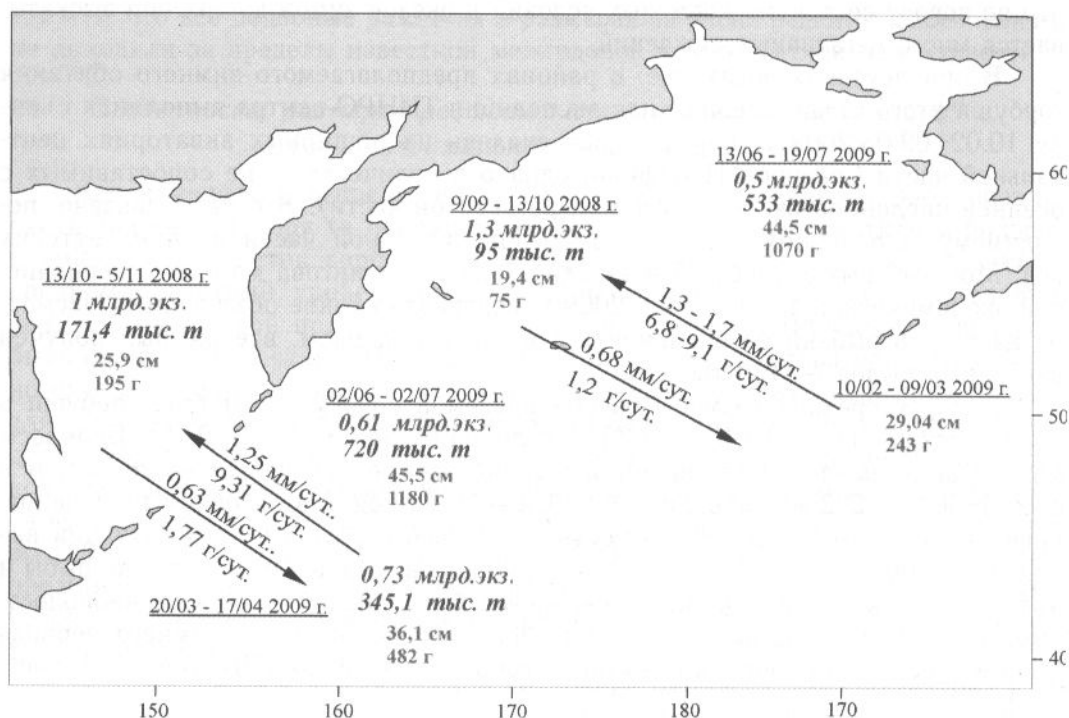 60
13/06 - 19/07 2009 г.
0,5 млрд.экз.
533 тыс. т
44,5 см
1070 г
9/09 - 13/10 2008 г.
1,3 млрд.экз.
95 тыс. т
19,4 см
75 г
13/10 - 5/11 2008 г.
1 млрд.экз.
171,4 тыс. т
25,9 см
195 г
1,3 - 1,7 мм/сут.
6,8-9,1 г/сут.
0,68 мм/сут.
1,2 г/сут.
10/02 - 09/03 2009 г.
29,04 см
243 г
50
02/06 - 02/07 2009 г.
0,61 млрд.экз.
720 тыс. т
45,5 см
1180 г
1,25 мм/сут..
9,31 г/сут.
0,63 мм/сут..
1,77 г/сут.
20/03 - 17/04 2009 г.
0,73 млрд.экз.
345,1 тыс. т
36,1 см
482 г
40
150 160 170 180 170